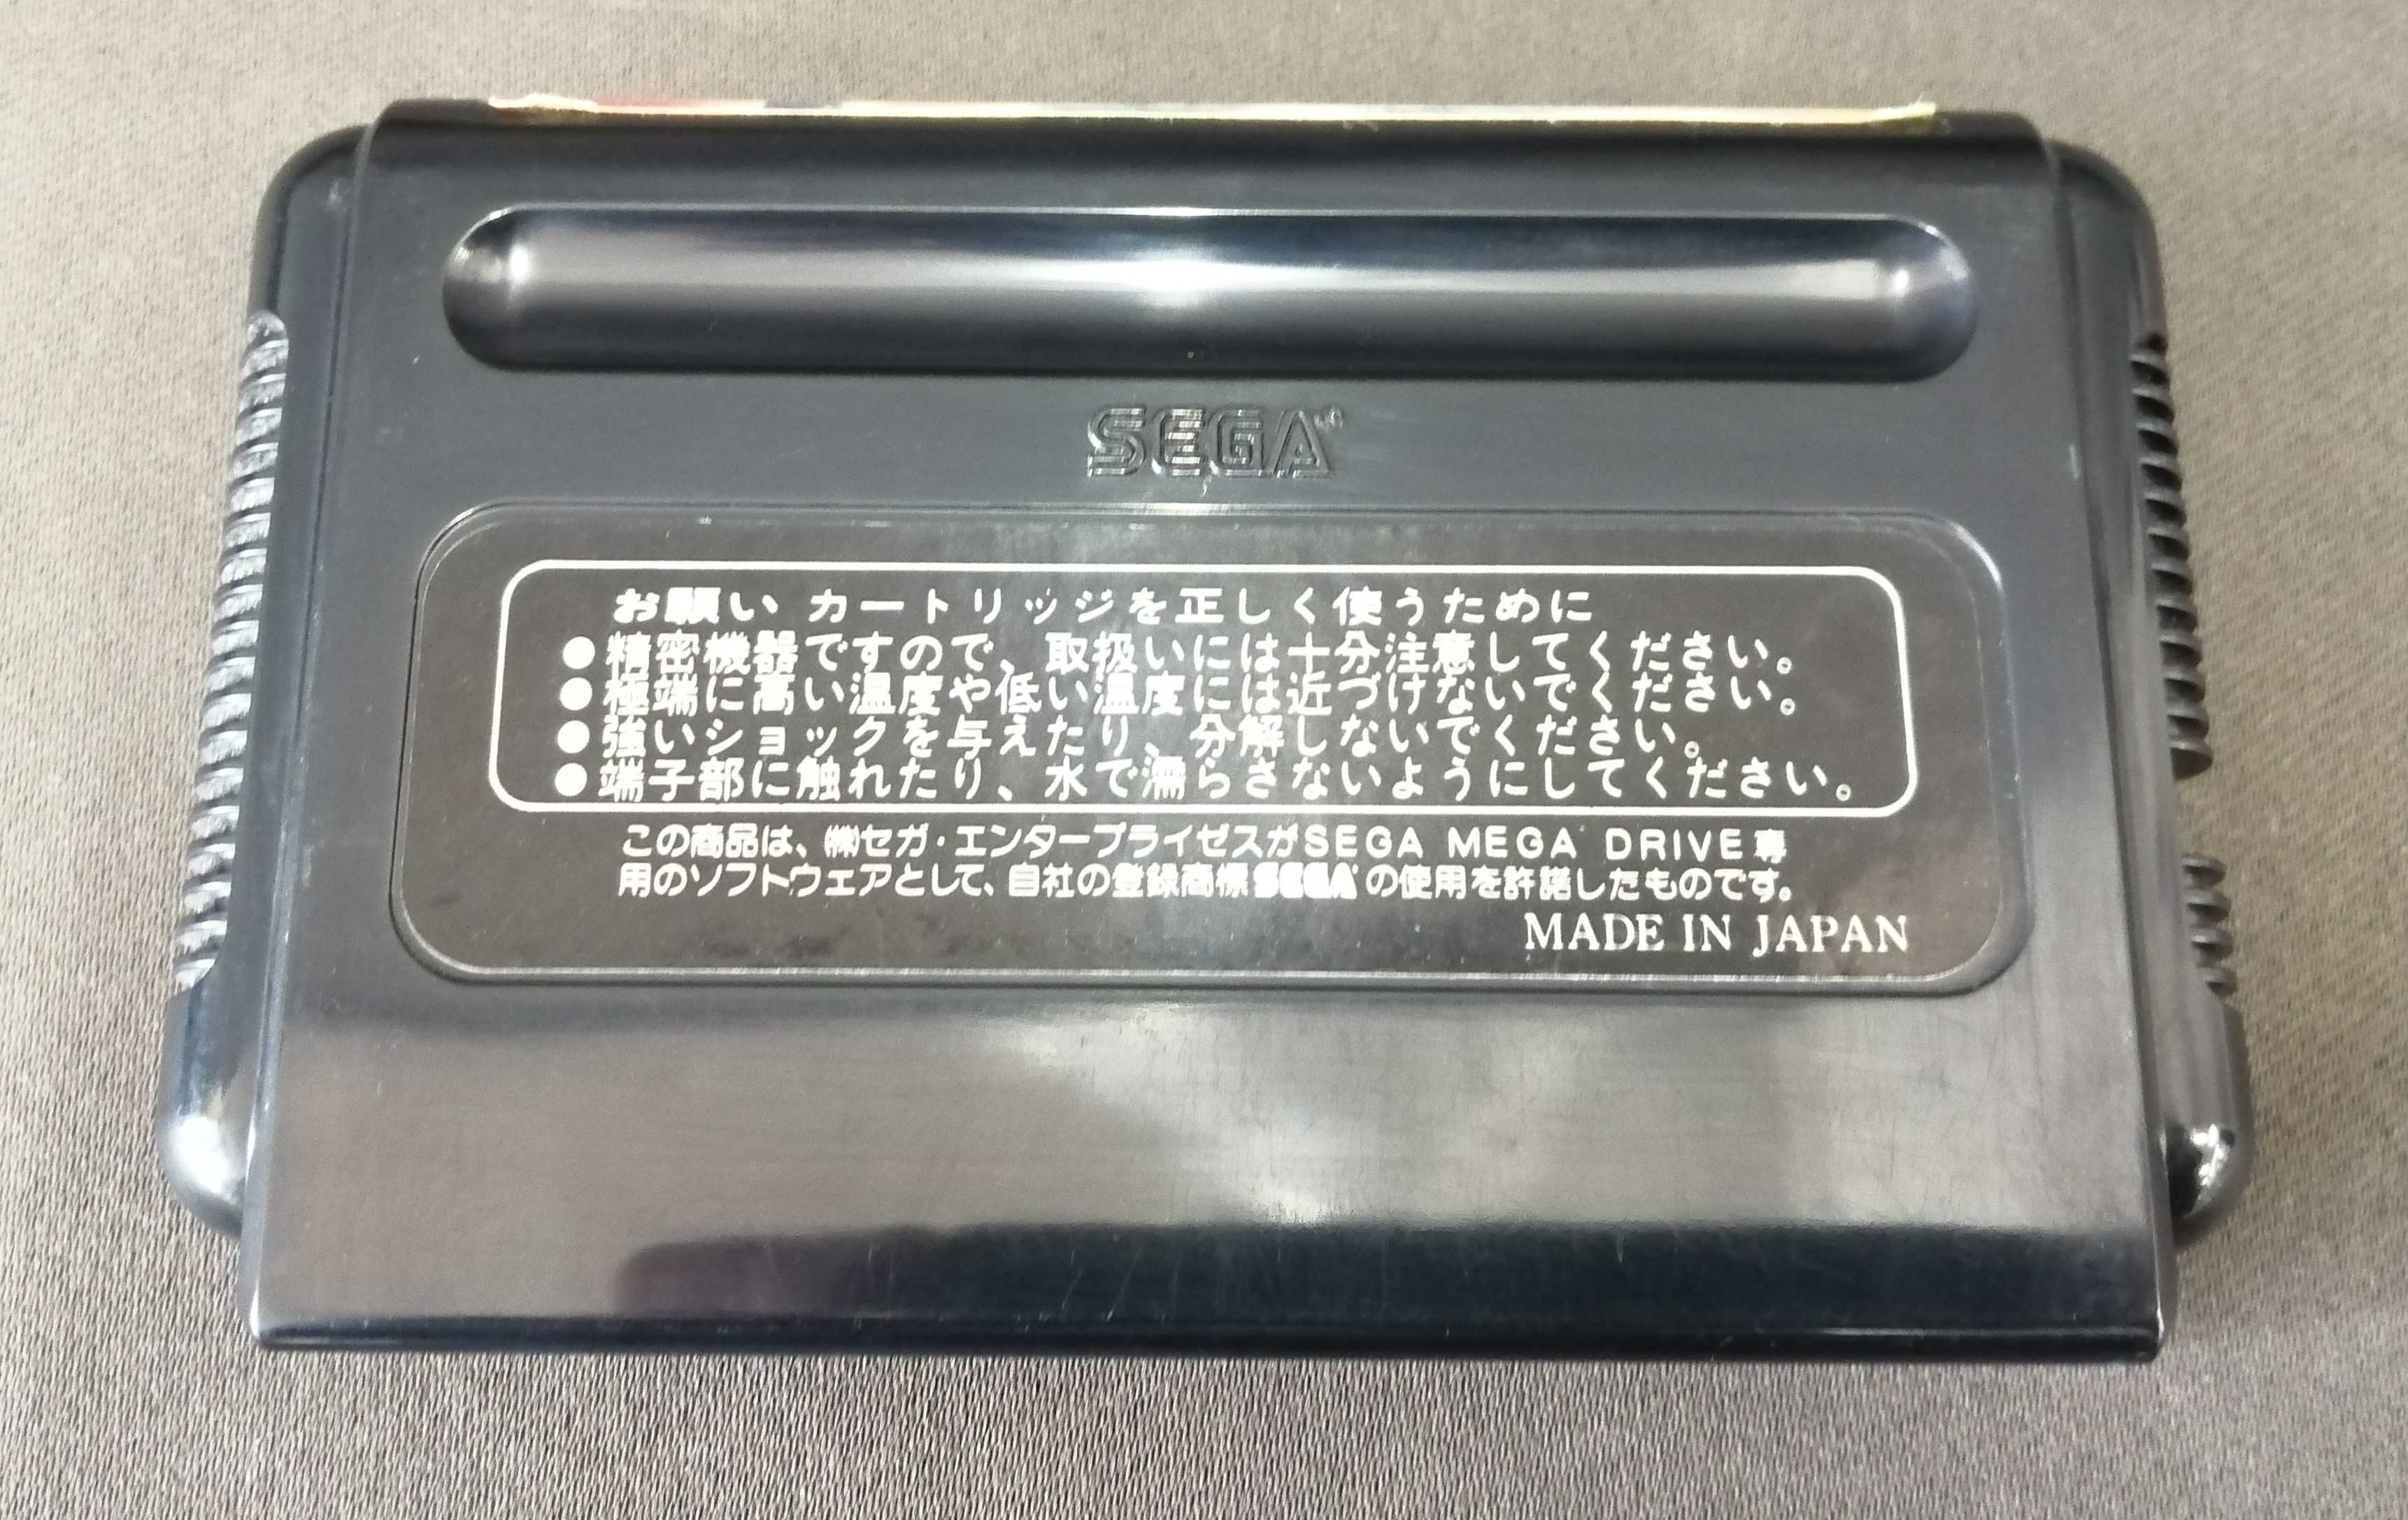 SEGA
お願い カートリッジを正しく使うために
●精密機器ですので、取扱いには十分注意してください。
●極端に高い温度や低い温度には近づけないでください。
●強いショックを与えたり、分解しないでください。
●端子部に触れたり、水で濡らさないようにしてください。
この商品は、㈱セガ・エンタープライゼスがSEGA MEGA DRIVE専
用のソフトウエアとして、自社の登録商標SEGAの使用を許諾したものです。
MADE IN JAPAN